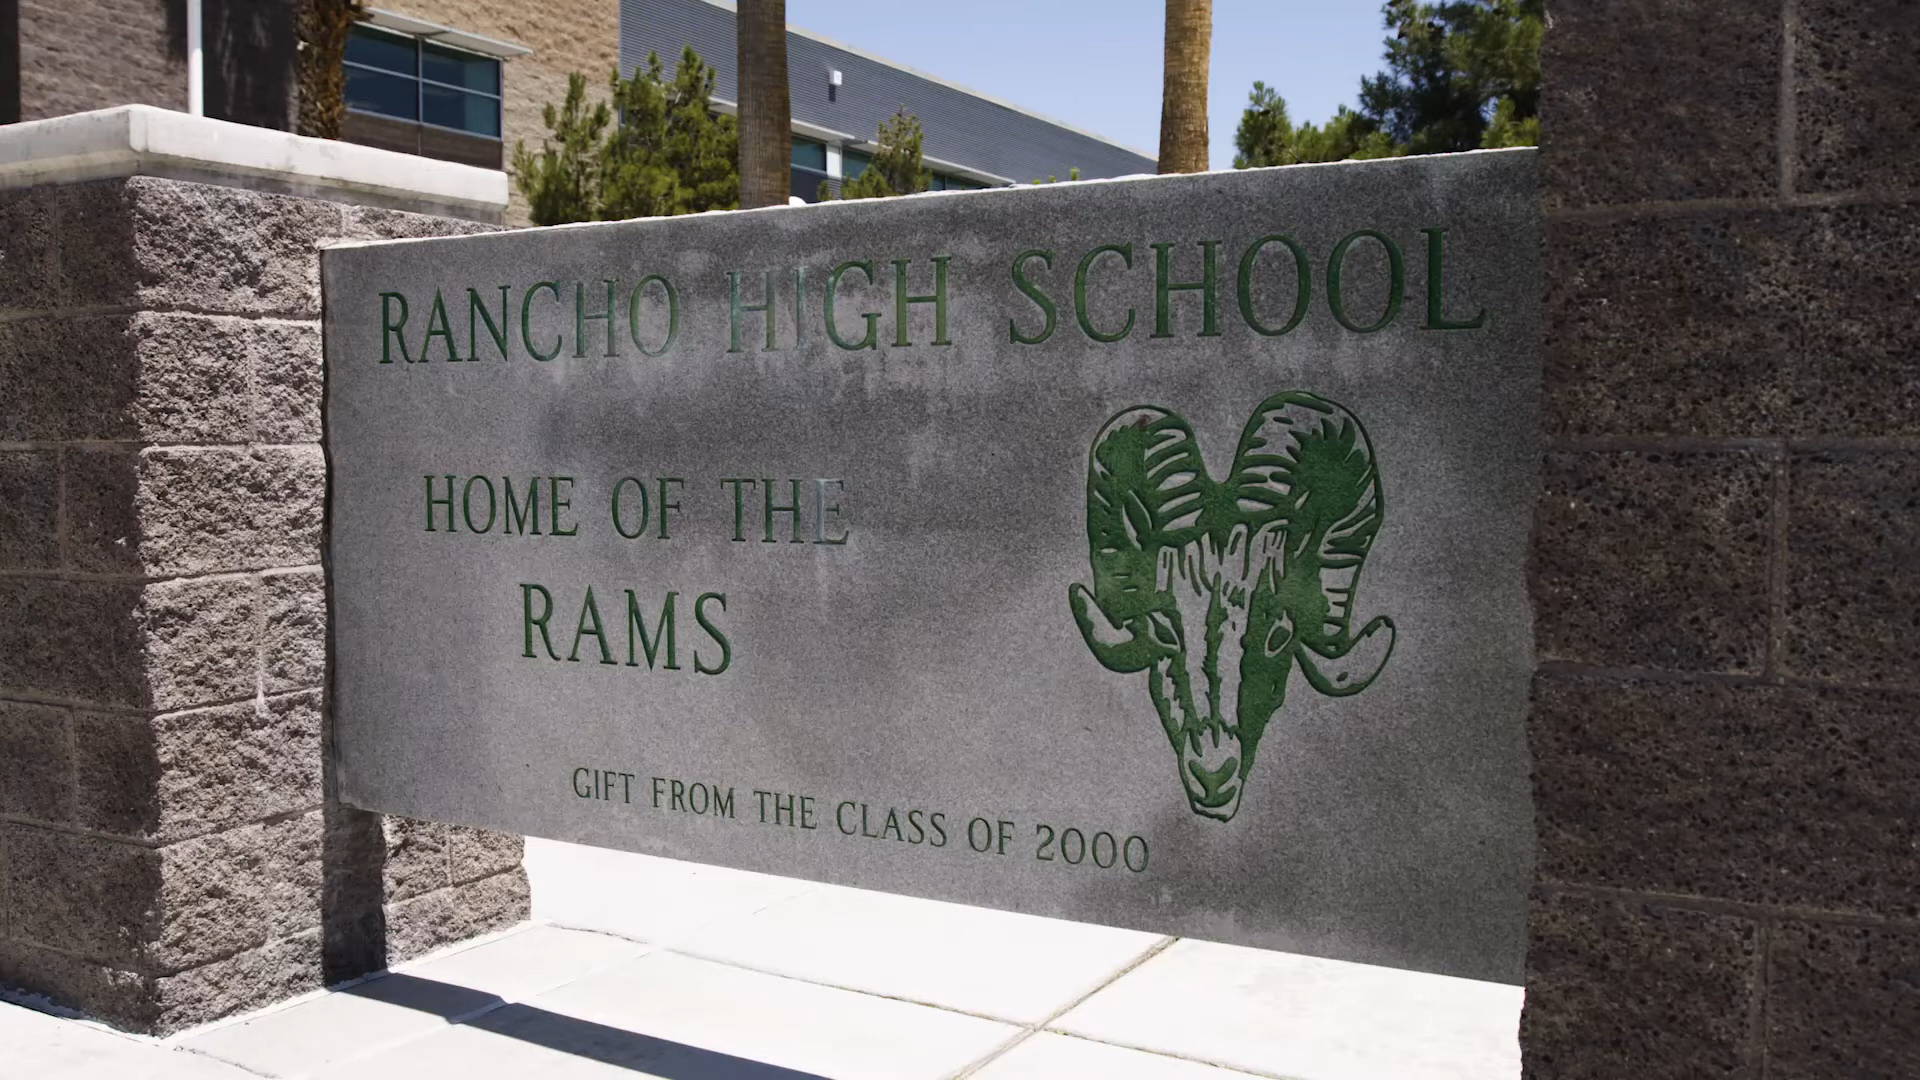 RANCHO HIGH SCHOOL
HOME OF THE
RAMS
GIFT FROM THE CLASS OF 2000